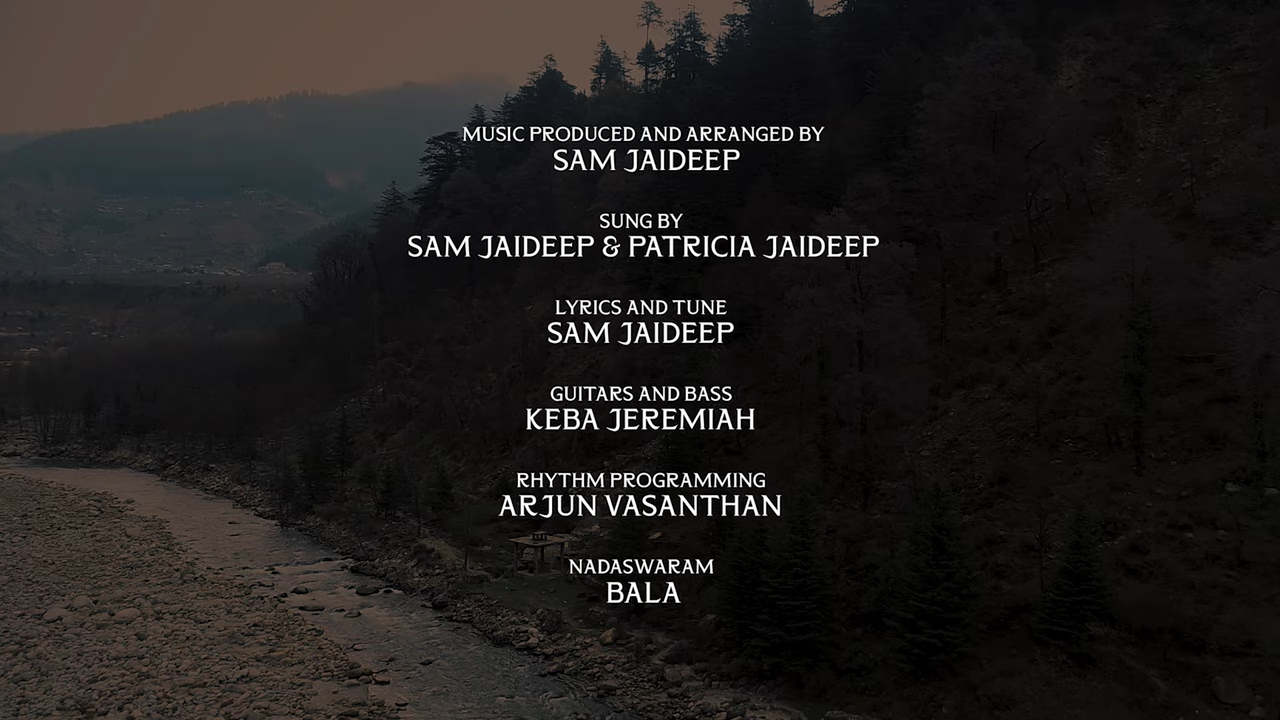 MUSIC PRODUCED AND ARRANGED BY
SAM JAIDEEP
SUNG BY
SAM JAIDEEP & PATRICIA JAIDEEP
LYRICS AND TUNE
SAM JAIDEEP
GUITARS AND BASS
KEBA JEREMIAH
RHYTHM PROGRAMMING
ARJUN VASANTHAN
NADASWARAM
BALA